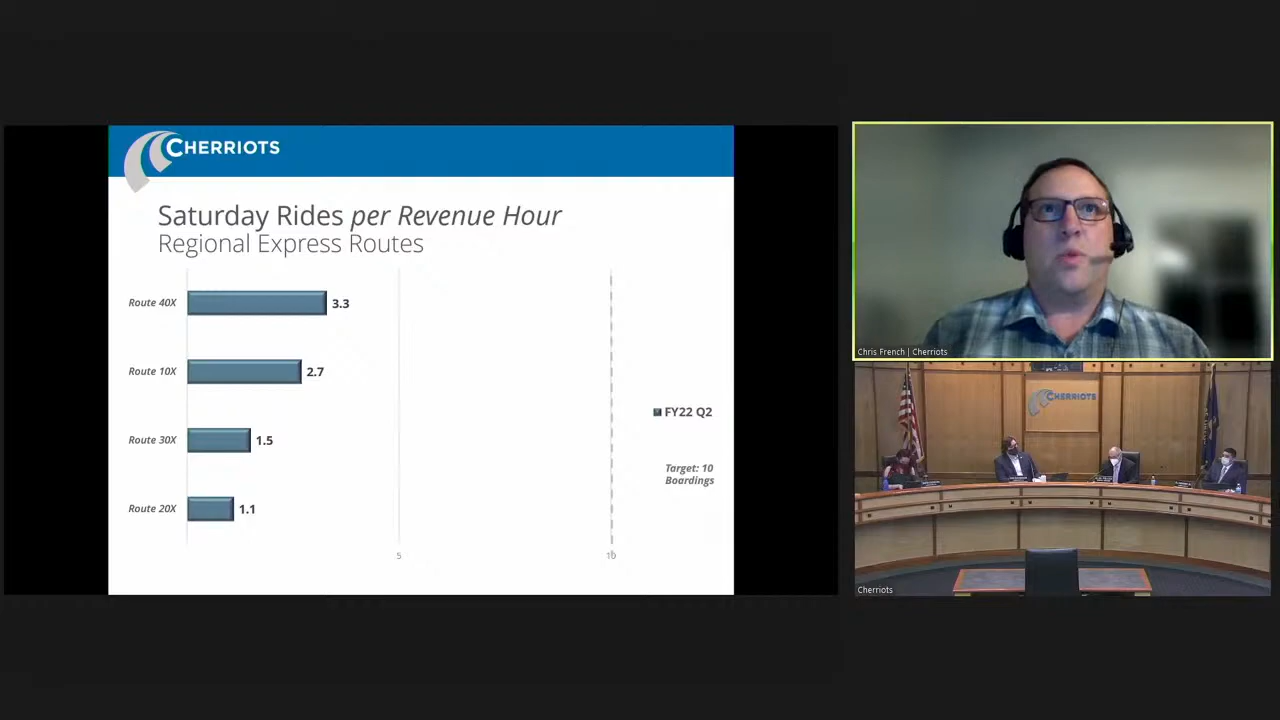 CHERRIOTS
Saturday Rides per Revenue Hour
Regional Express Routes
Route 40X
3.3
Route 10X
2.7
Route 30X
1.5
Route 20X
1.1
FY22 Q2
Target: 10
Boardings
5
10
Chris French | Cherriots
CHERRIOTS
Cherriots